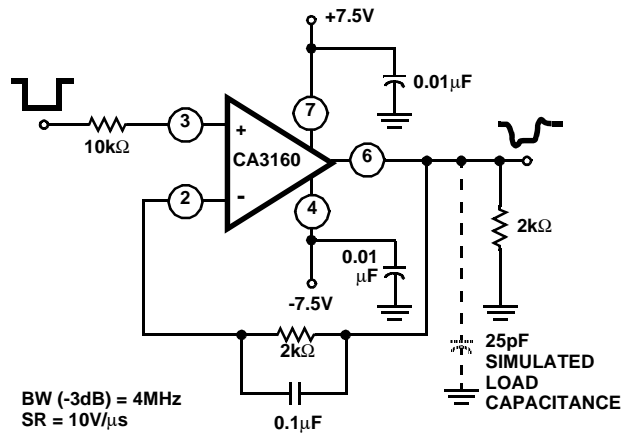 +7.5V
0.01µF
7
3
+
10kΩ
CA3160
6
2
-
4
2kΩ
0.01
µF
-7.5V
2kΩ
25pF
SIMULATED
LOAD
CAPACITANCE
BW (-3dB) = 4MHz
SR = 10V/µs
0.1µF